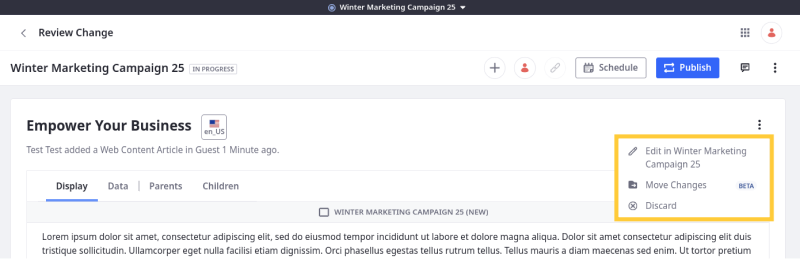 Winter Marketing Campaign 25
Review Change
Winter Marketing Campaign 25 IN PROGRESS
Schedule
Publish
Empower Your Business
en_US
Test Test added a Web Content Article in Guest 1 Minute ago.
Edit in Winter Marketing
Campaign 25
Move Changes BETA
Discard
Display Data Parents Children
WINTER MARKETING CAMPAIGN 25 (NEW)
Lorem ipsum dolor sit amet, consectetur adipiscing elit, sed do eiusmod tempor incididunt ut labore et dolore magna aliqua. Dolor sit amet consectetur adipiscing elit duis
tristique sollicitudin. Ullamcorper eget nulla facilisi etiam dignissim. Orci phasellus egestas tellus rutrum tellus. Tellus mauris a diam maecenas sed enim. Ut tortor pretium